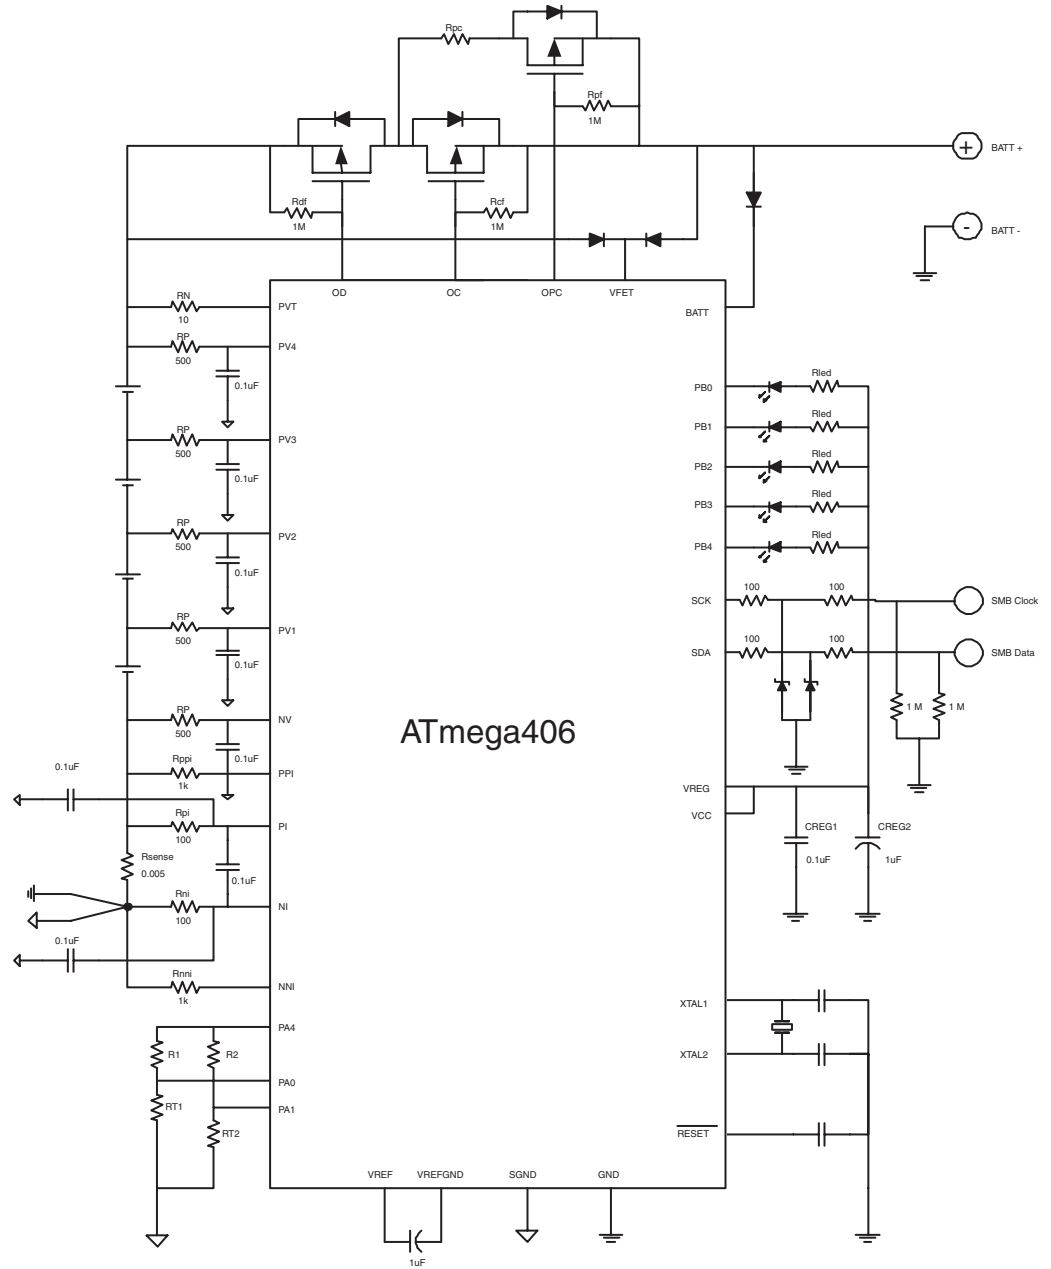 Rpc
Rpf
1M
+
BATT +
Rdf
1M
Rcf
1M
-
BATT -
OD
OC
OPC
VFET
RN
10
PVT
BATT
RP
500
PV4
0.1uF
PB0
Rled
RP
500
PV3
0.1uF
PB1
Rled
PB2
Rled
PB3
Rled
RP
500
PV2
0.1uF
PB4
Rled
SCK
100
100
SMB Clock
RP
500
PV1
0.1uF
SDA
100
100
SMB Data
1 M
1 M
RP
500
NV
0.1uF
ATmega406
0.1uF
Rppi
1k
PPI
VREG
VCC
Rpi
100
PI
CREG1
0.1uF
CREG2
1uF
Rsense
0.005
0.1uF
Rni
100
NI
0.1uF
Rnni
1k
NNI
XTAL1
PA4
R1
R2
XTAL2
PA0
RT1
PA1
RT2
RESET
VREF
VREFGND
SGND
GND
1uF